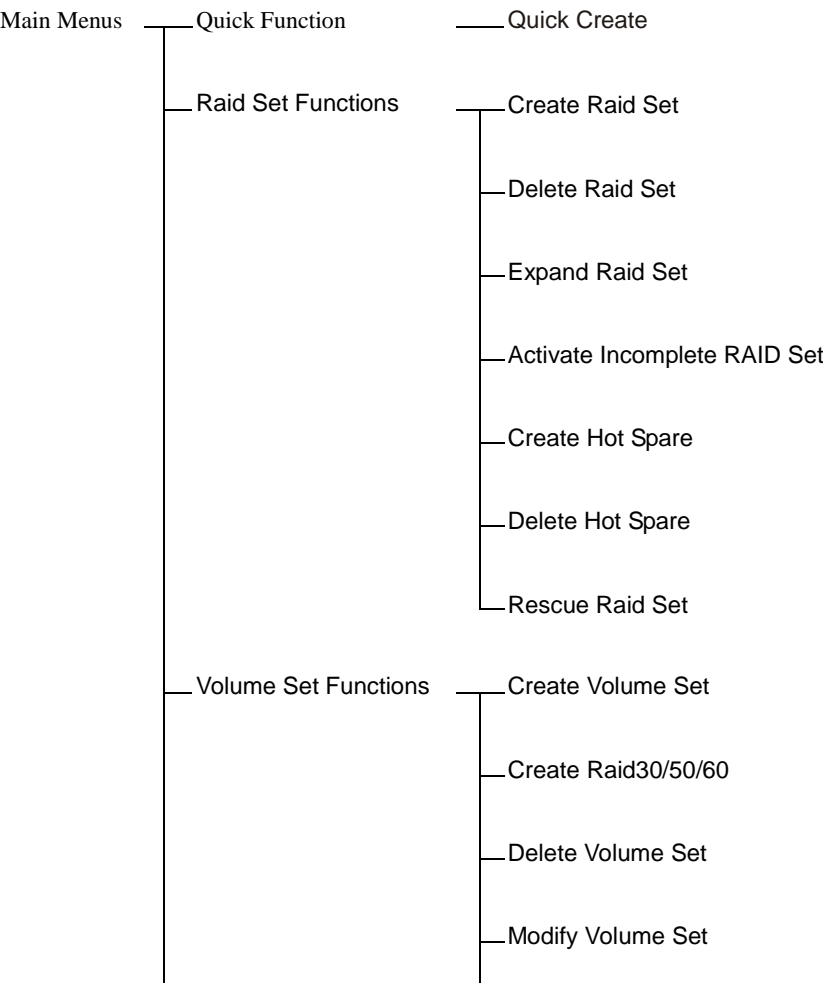 Main Menus Quick Function Quick Create
Raid Set Functions Create Raid Set
Delete Raid Set
Expand Raid Set
Activate Incomplete RAID Set
Create Hot Spare
Delete Hot Spare
Rescue Raid Set
Volume Set Functions Create Volume Set
Create Raid30/50/60
Delete Volume Set
Modify Volume Set